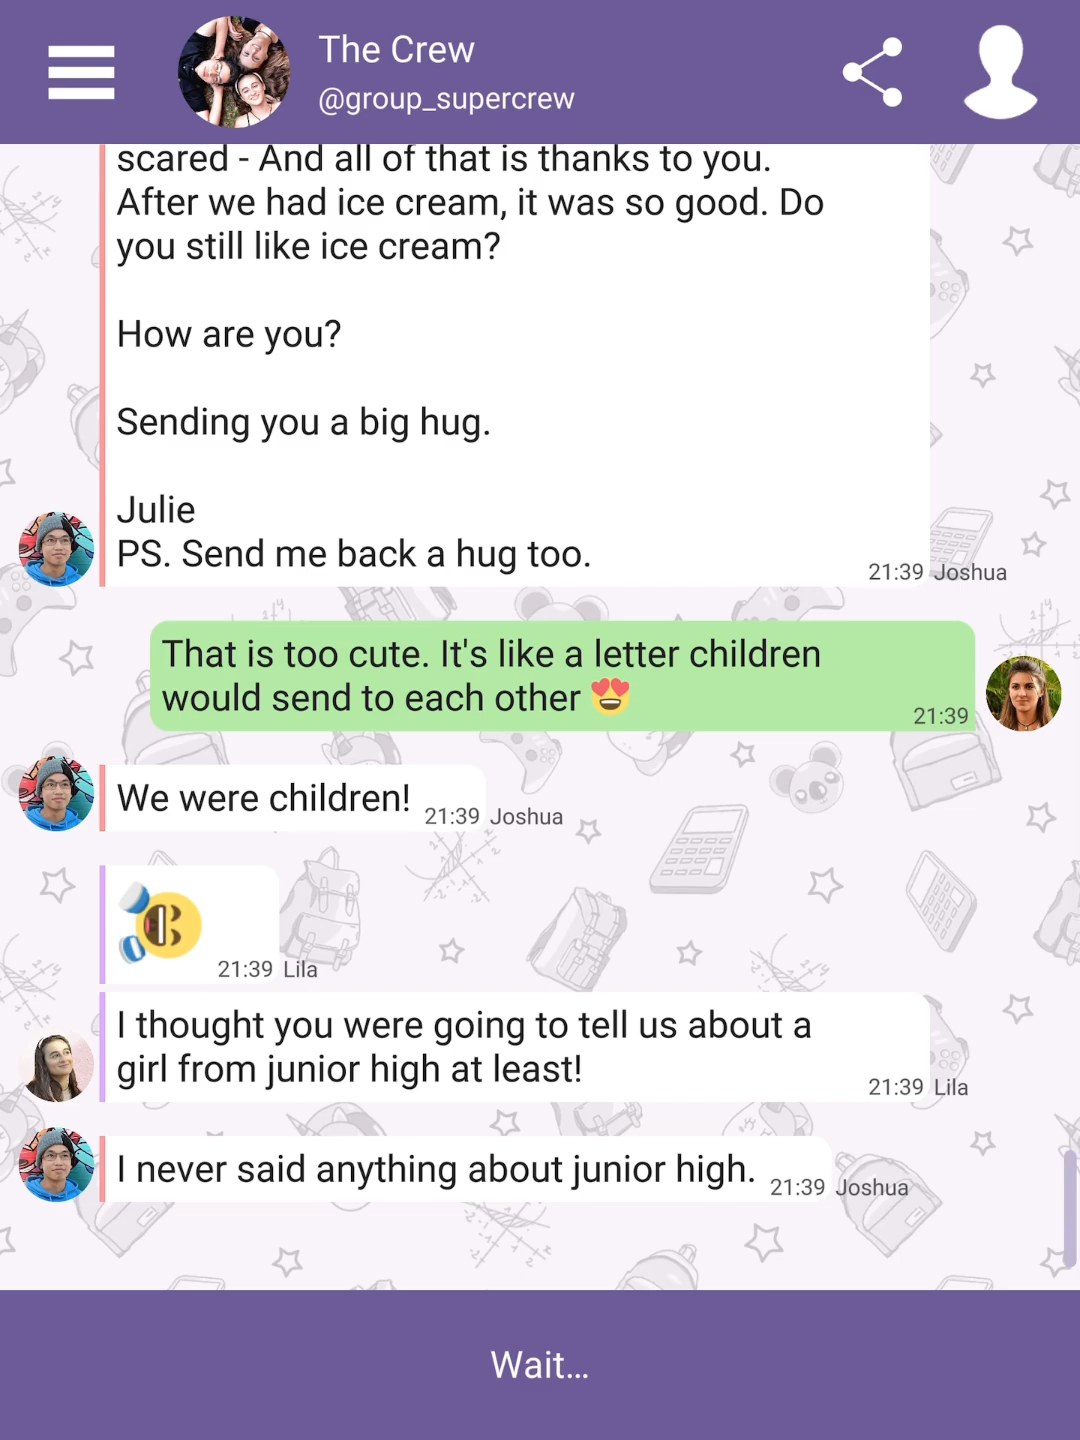 The Crew
@group_supercrew
scared - And all of that is thanks to you.
After we had ice cream, it was so good. Do
you still like ice cream?
How are you?
Sending you a big hug.
Julie
PS. Send me back a hug too.
21:39 Joshua
That is too cute. It's like a letter children
would send to each other 😍
21:39
We were children!
21:39 Joshua
21:39 Lila
I thought you were going to tell us about a
girl from junior high at least!
21:39 Lila
I never said anything about junior high.
21:39 Joshua
Wait...